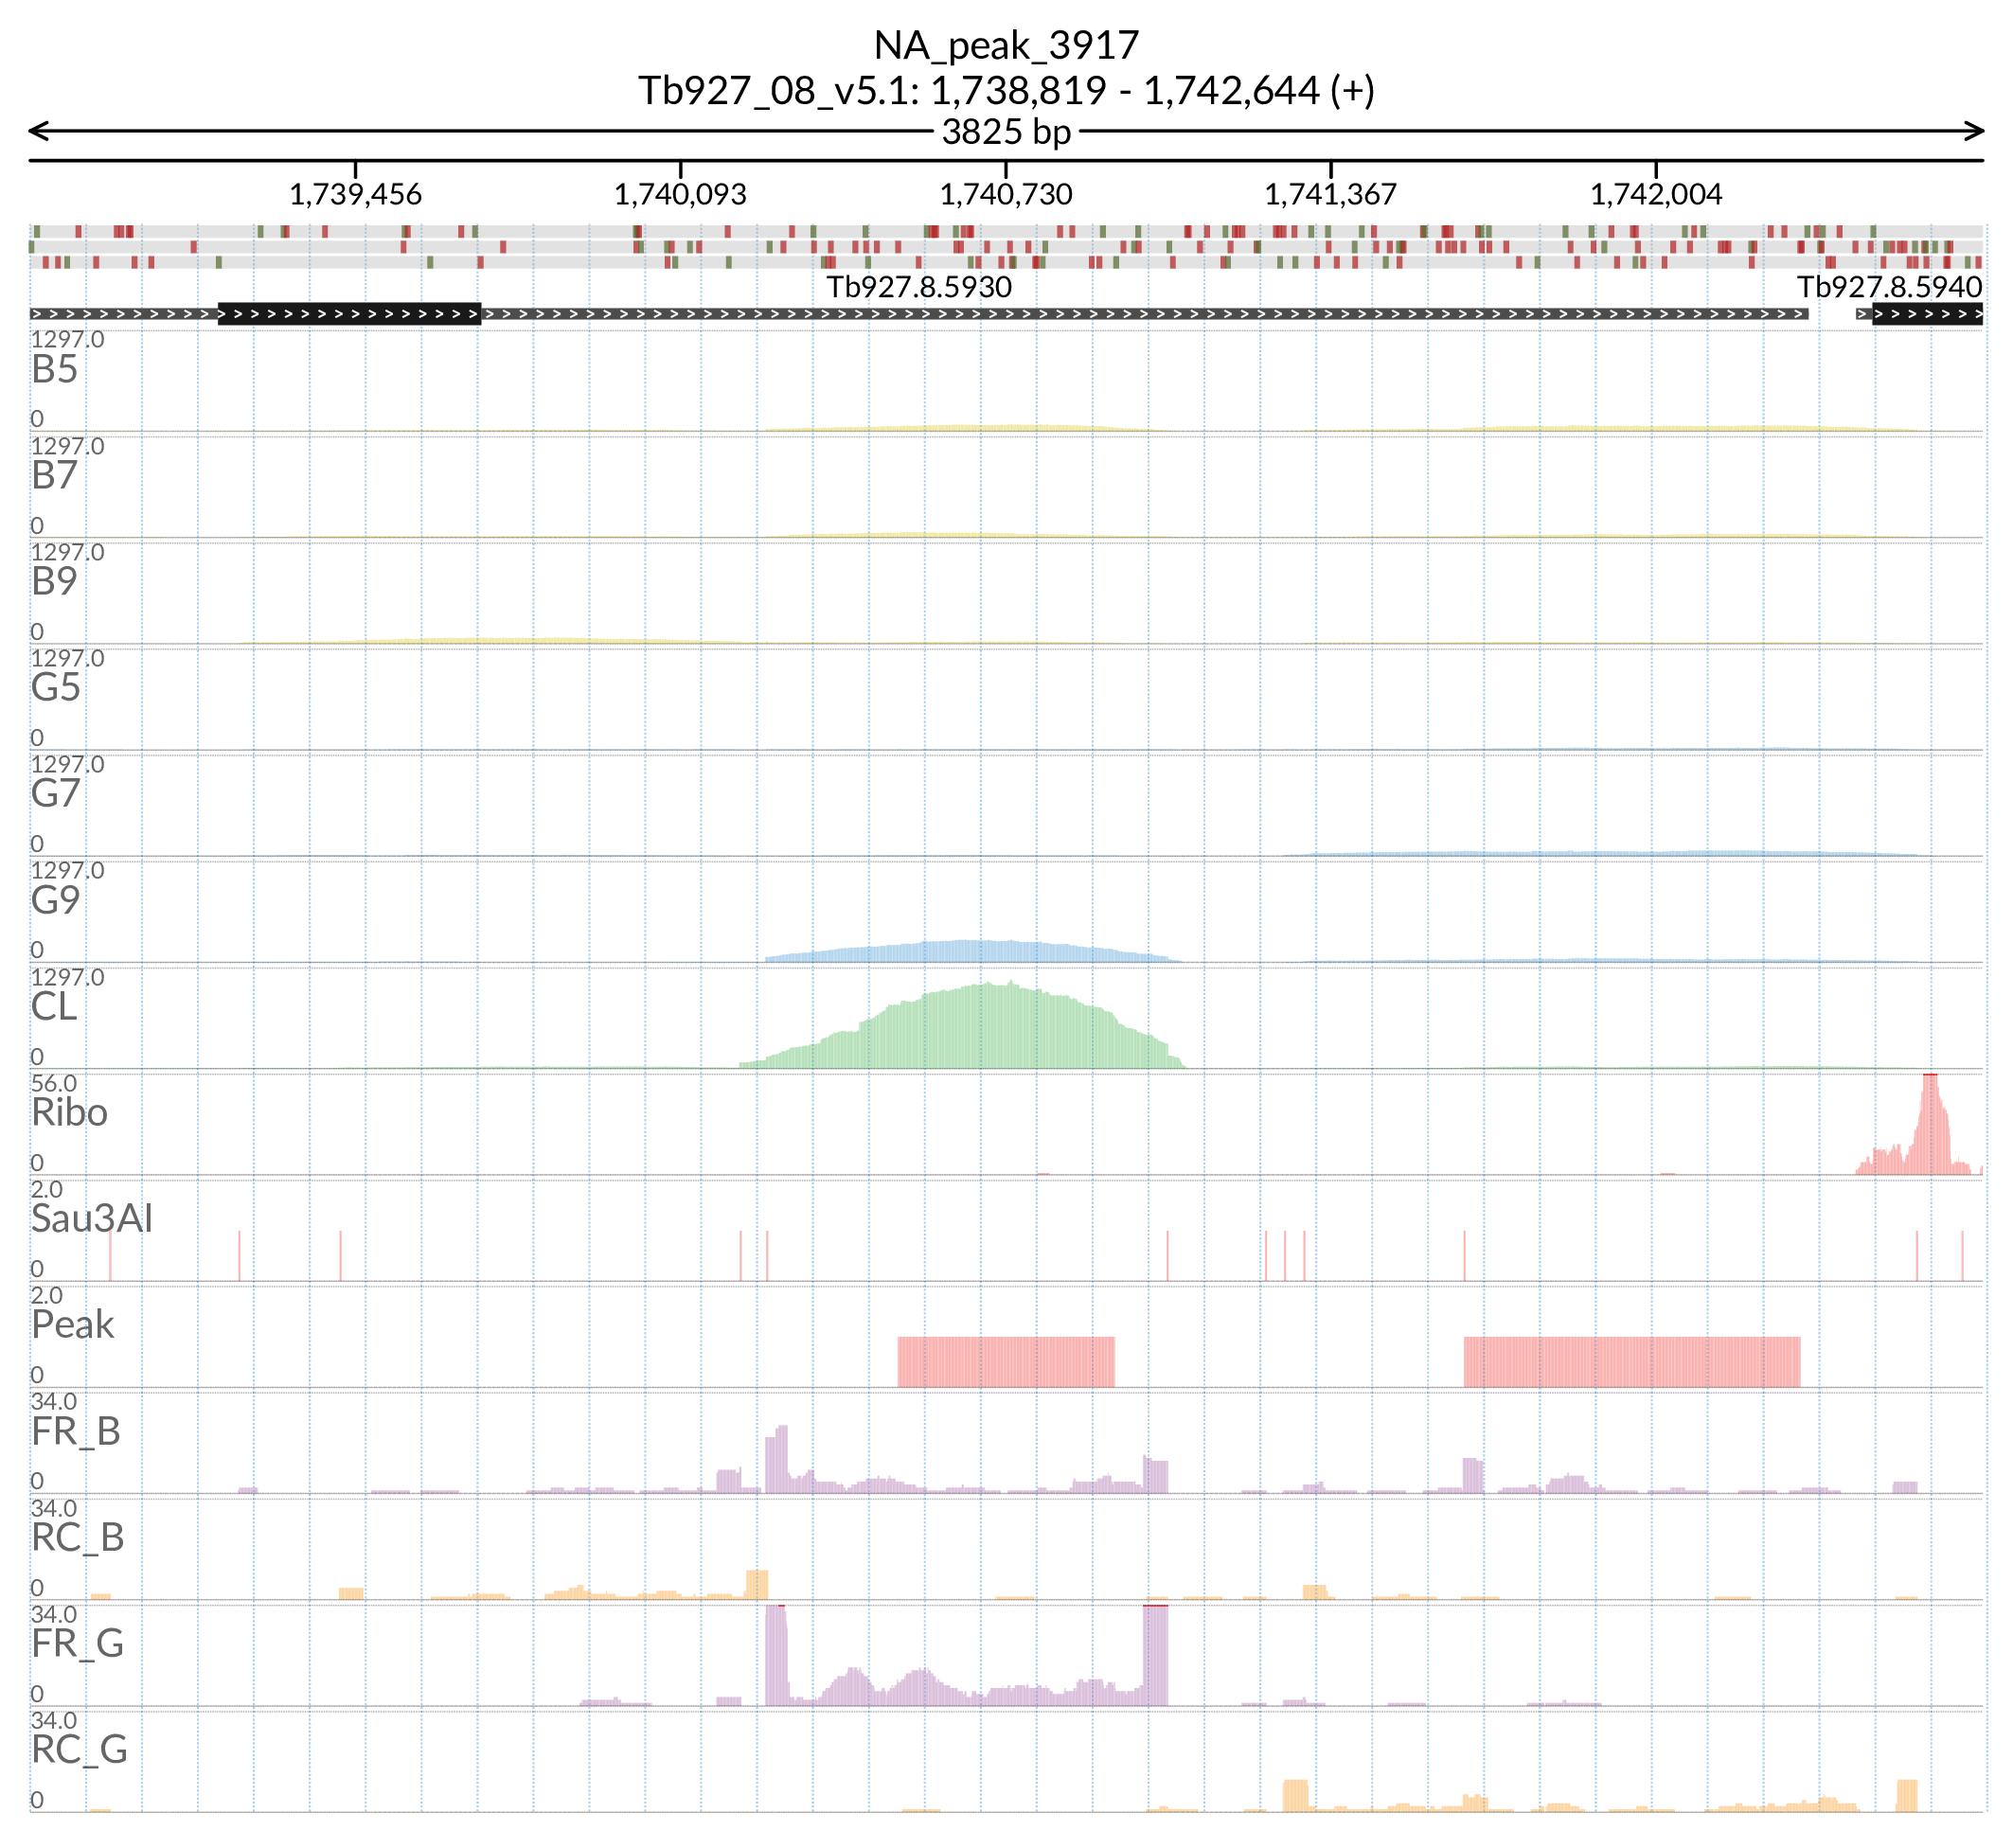 NA_peak_3917
Tb927_08_v5.1: 1,738,819 - 1,742,644 (+)
3825 bp
1,739,456 1,740,093 1,740,730 1,741,367 1,742,004
Tb927.8.5930 Tb927.8.5940
1297.0
B5
0
1297.0
B7
0
1297.0
B9
0
1297.0
G5
0
1297.0
G7
0
1297.0
G9
0
1297.0
CL
0
56.0
Ribo
0
2.0
Sau3AI
0
2.0
Peak
0
34.0
FR_B
0
34.0
RC_B
0
34.0
FR_G
0
34.0
RC_G
0